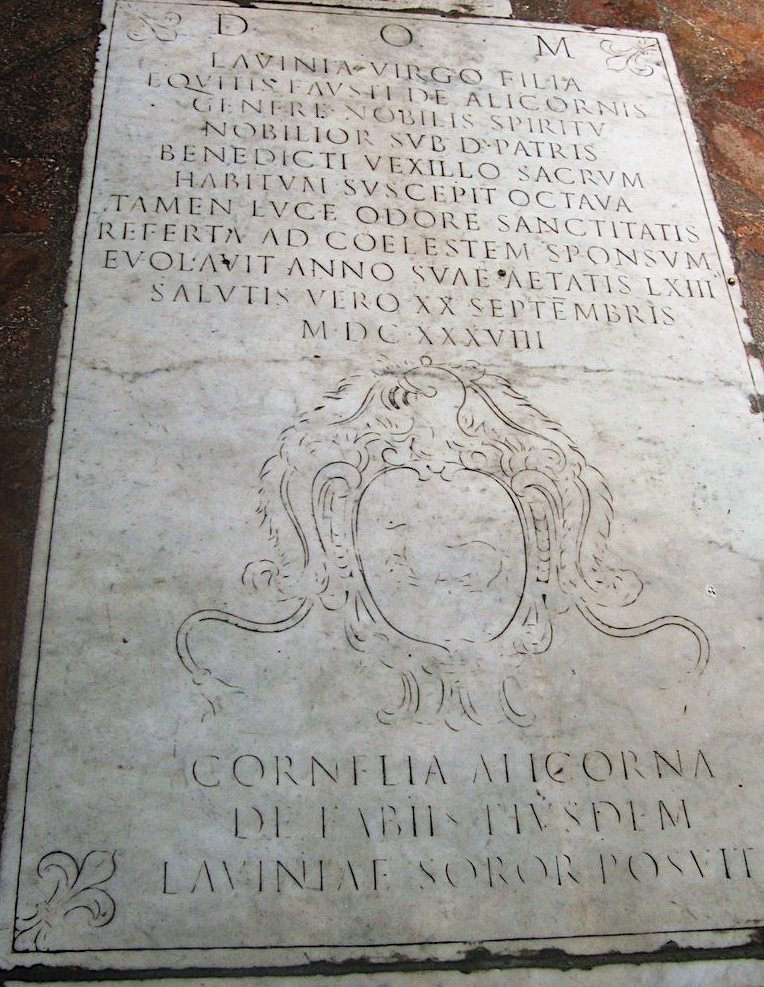 D O M
LAVINIA VIRGO FILIA
EQVITIS FAVSTI DE ALICORNIS
GENERE NOBILIS SPIRITV
NOBILIOR SVB D·PATRIS
BENEDICTI VEXILLO SACRVM
HABITVM SVSCEPIT OCTAVA
TAMEN LVCE ODORE SANCTITATIS
REFERTA AD COELESTEM SPONSVM
EVOLAVIT ANNO SVAE AETATIS LXIII
SALVTIS VERO XX SEPTĒMBRIS
M DC XXXVIII
CORNELIA ALICORNA
DE FABIIS EIVSDEM
LAVINIAE SOROR POSVIT